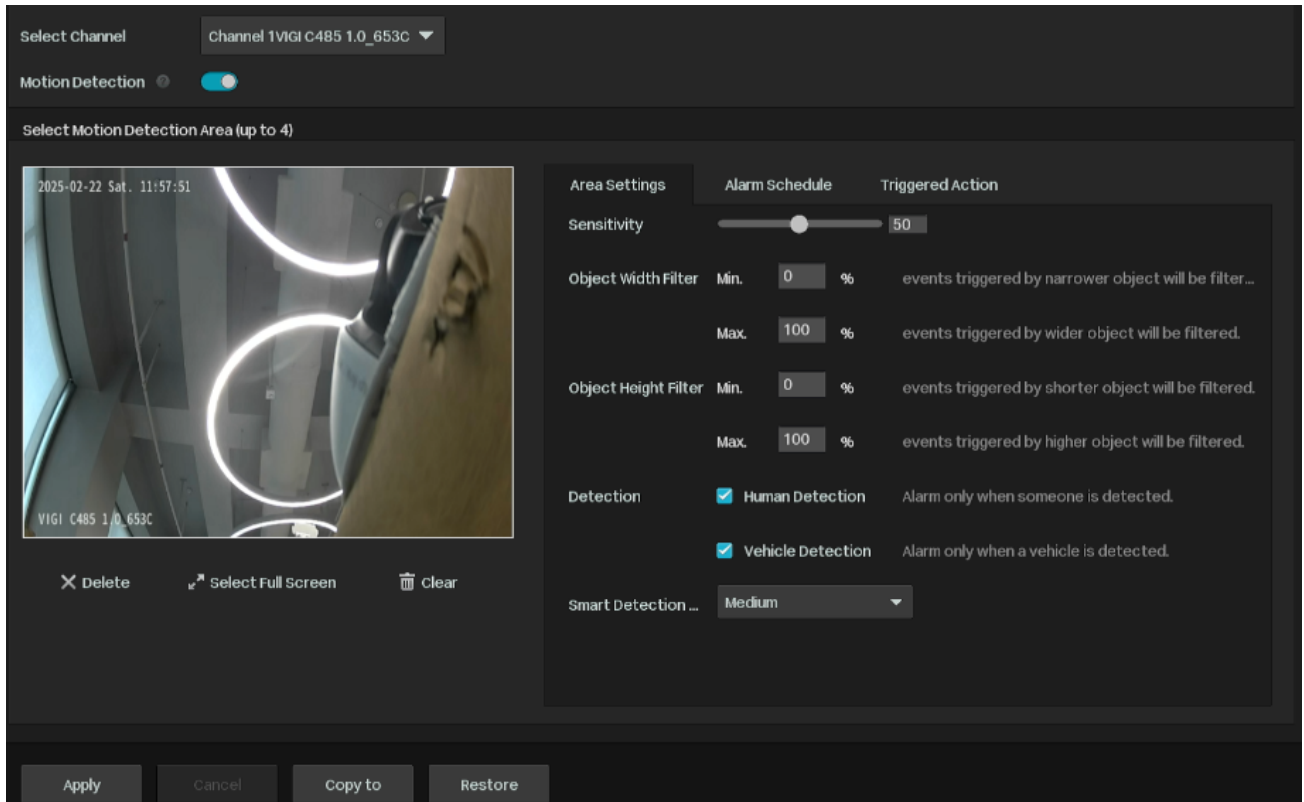 Select Channel Channel 1VIGI C485 1.0_653C
Motion Detection
Select Motion Detection Area (up to 4)
2025-02-22 Sat. 11:57:51
VIGI C485 1.0_653C
Delete Select Full Screen Clear
Area Settings Alarm Schedule Triggered Action
Sensitivity 50
Object Width Filter Min. 0 % events triggered by narrower object will be filter...
Max. 100 % events triggered by wider object will be filtered.
Object Height Filter Min. 0 % events triggered by shorter object will be filtered.
Max. 100 % events triggered by higher object will be filtered.
Detection Human Detection Alarm only when someone is detected.
Vehicle Detection Alarm only when a vehicle is detected.
Smart Detection ... Medium
Apply Cancel Copy to Restore